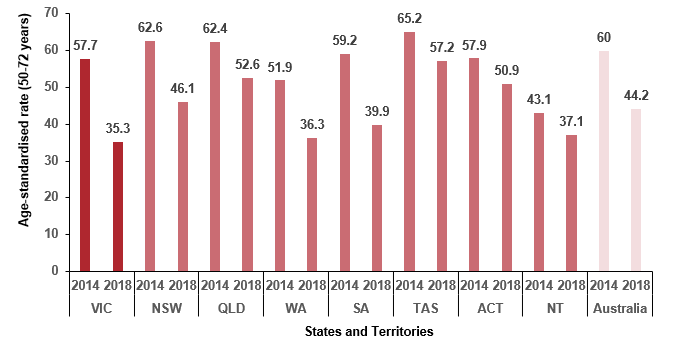 Age-standardised rate (50-72 years)
70
60
50
40
30
20
10
0
57.7 35.3 62.6 46.1 62.4 52.6 51.9 36.3 59.2 39.9 65.2 57.2 57.9 50.9 43.1 37.1 60 44.2
2014 2018 2014 2018 2014 2018 2014 2018 2014 2018 2014 2018 2014 2018 2014 2018 2014 2018
VIC NSW QLD WA SA TAS ACT NT Australia
States and Territories